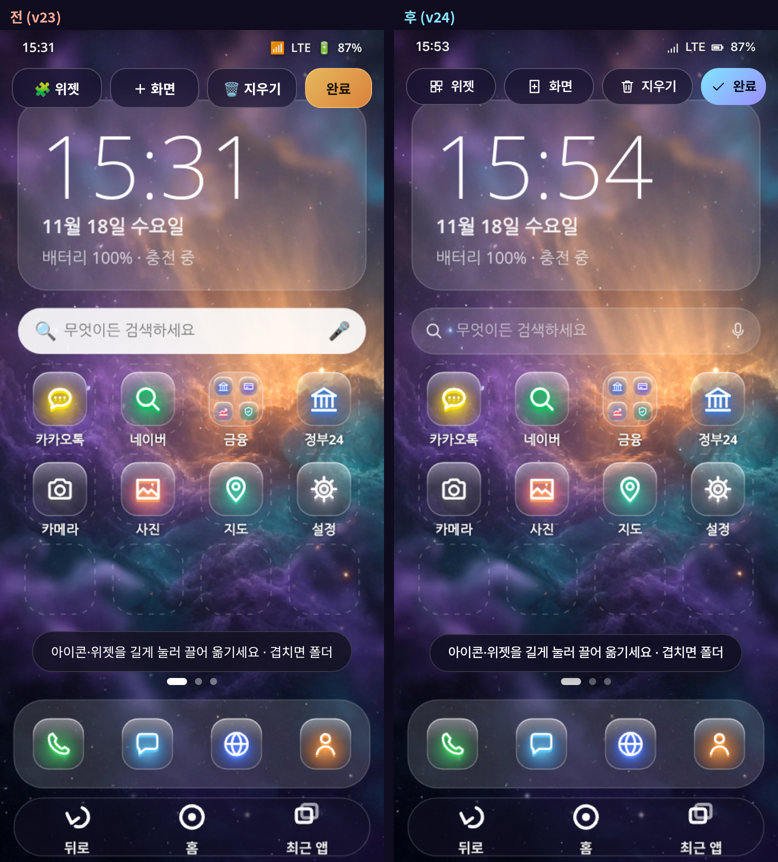 전 (v23)
15:31 LTE 87%
위젯 + 화면 지우기 완료
15:31
11월 18일 수요일
배터리 100% · 충전 중
무엇이든 검색하세요
카카오톡 네이버 금융 정부24
카메라 사진 지도 설정
아이콘·위젯을 길게 눌러 끌어 옮기세요 · 겹치면 폴더
뒤로 홈 최근 앱
후 (v24)
15:53 LTE 87%
위젯 화면 지우기 완료
15:54
11월 18일 수요일
배터리 100% · 충전 중
무엇이든 검색하세요
카카오톡 네이버 금융 정부24
카메라 사진 지도 설정
아이콘·위젯을 길게 눌러 끌어 옮기세요 · 겹치면 폴더
뒤로 홈 최근 앱